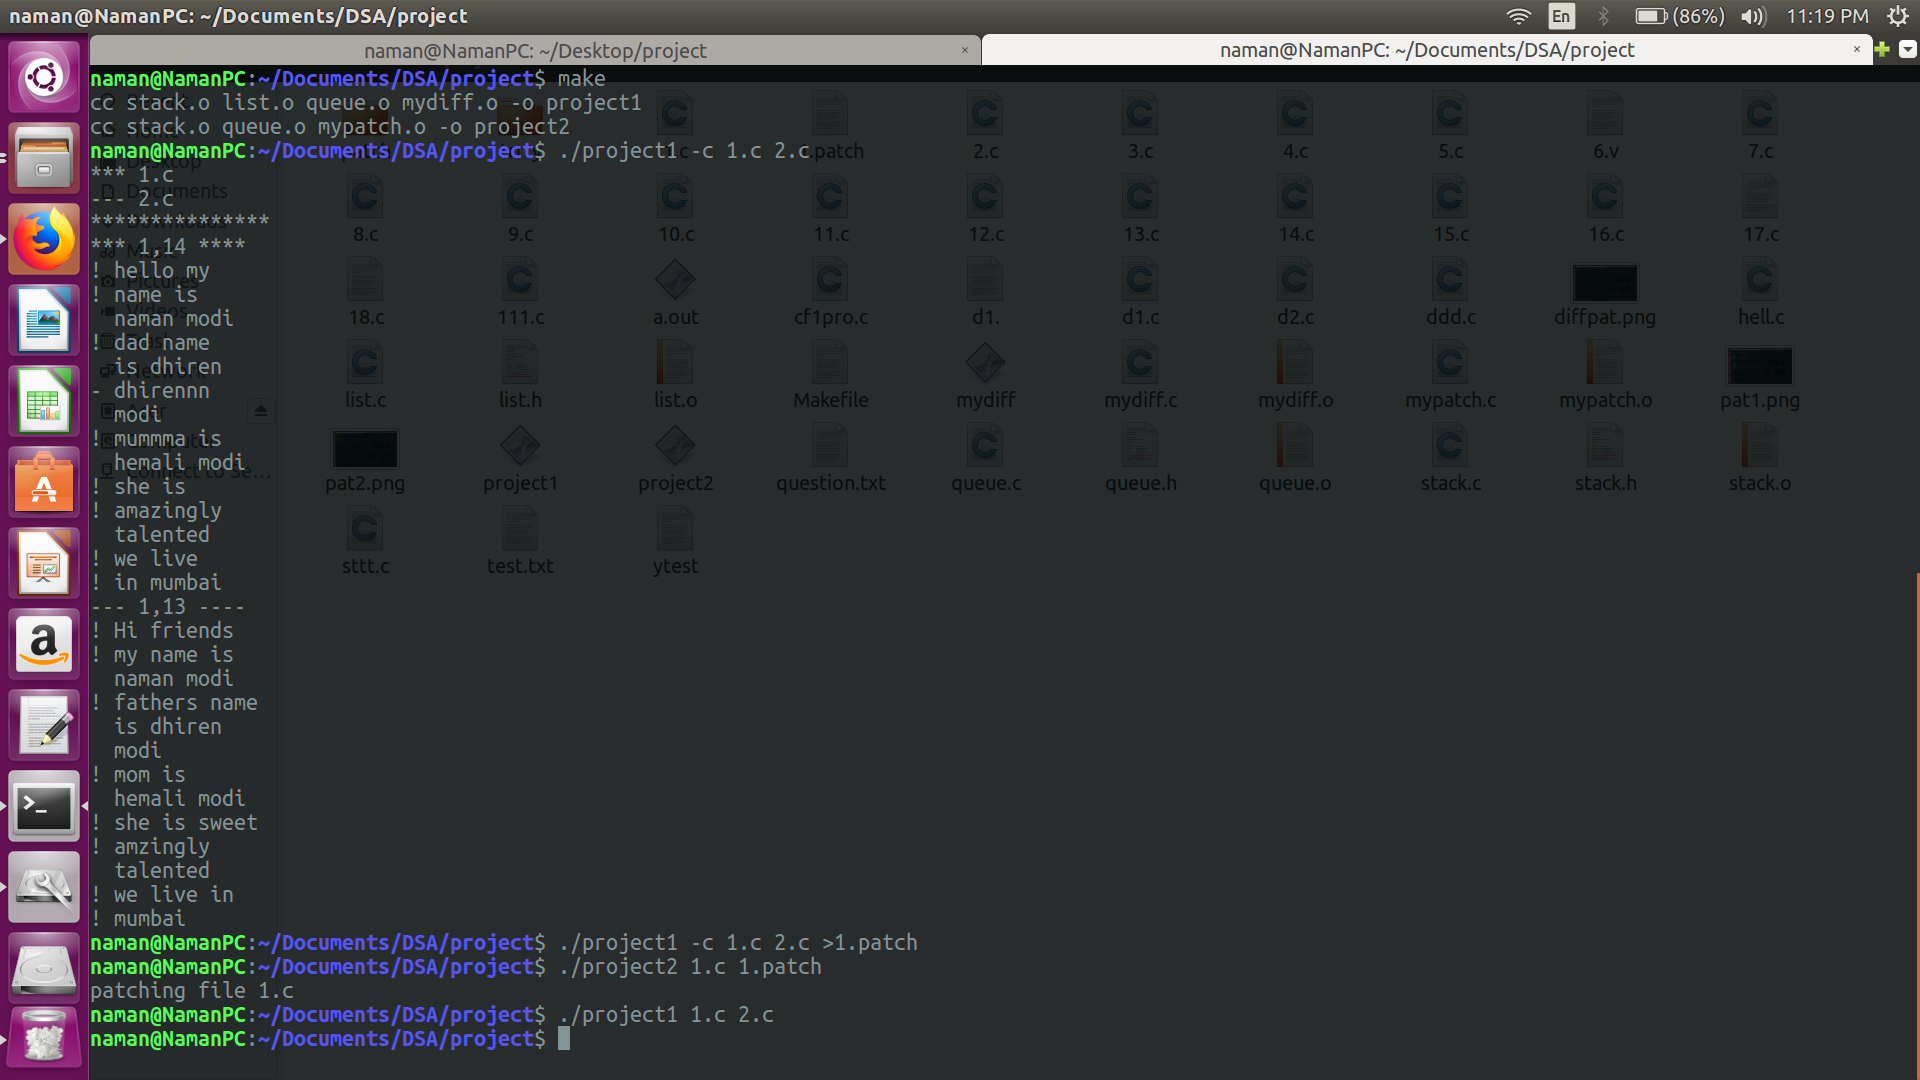 naman@NamanPC: ~/Documents/DSA/project
En
(86%)
11:19 PM
naman@NamanPC: ~/Desktop/project ×
naman@NamanPC: ~/Documents/DSA/project ×
naman@NamanPC:~/Documents/DSA/project$ make
cc stack.o list.o queue.o mydiff.o -o project1
cc stack.o queue.o mypatch.o -o project2
naman@NamanPC:~/Documents/DSA/project$ ./project1 -c 1.c 2.c
*** 1.c
--- 2.c
***************
*** 1,14 ****
! hello my
! name is
  naman modi
! dad name
  is dhiren
- dhirennn
  modi
! mummma is
  hemali modi
! she is
! amazingly
  talented
! we live
! in mumbai
--- 1,13 ----
! Hi friends
! my name is
  naman modi
! fathers name
  is dhiren
  modi
! mom is
  hemali modi
! she is sweet
! amzingly
  talented
! we live in
! mumbai
naman@NamanPC:~/Documents/DSA/project$ ./project1 -c 1.c 2.c >1.patch
naman@NamanPC:~/Documents/DSA/project$ ./project2 1.c 1.patch
patching file 1.c
naman@NamanPC:~/Documents/DSA/project$ ./project1 1.c 2.c
naman@NamanPC:~/Documents/DSA/project$
2.c 3.c 4.c 5.c 6.v 7.c
8.c 9.c 10.c 11.c 12.c 13.c 14.c 15.c 16.c 17.c
18.c 111.c a.out cf1pro.c d1. d1.c d2.c ddd.c diffpat.png hell.c
list.c list.h list.o Makefile mydiff mydiff.c mydiff.o mypatch.c mypatch.o pat1.png
pat2.png project1 project2 question.txt queue.c queue.h queue.o stack.c stack.h stack.o
sttt.c test.txt ytest
Documents
Downloads
Pictures
Videos